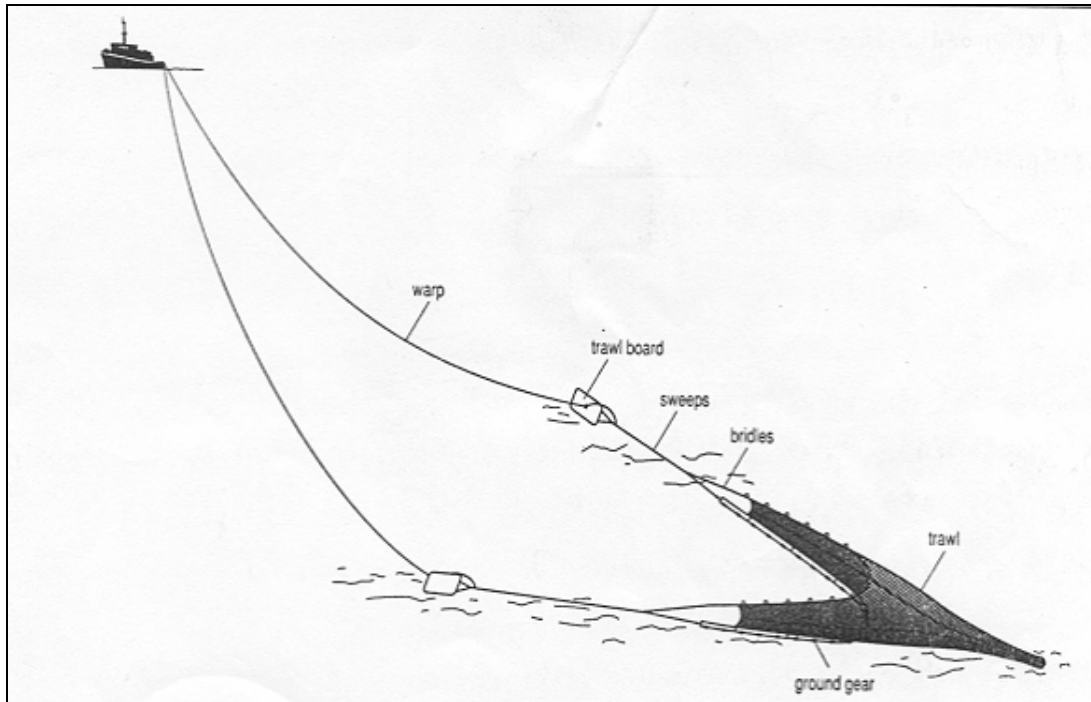 warp
trawl board
sweeps
bridles
trawl
ground gear